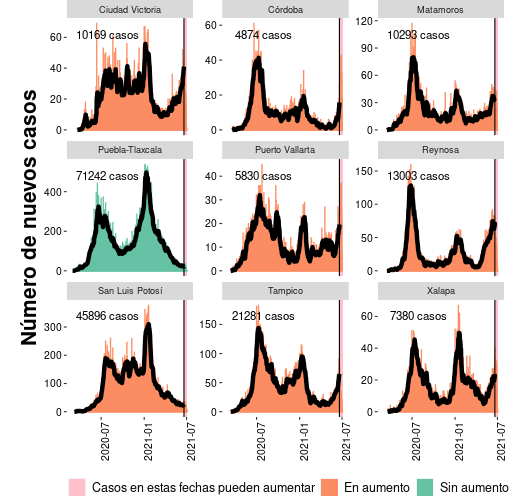 Ciudad Victoria
Córdoba
Matamoros
60
40
20
0
10169 casos
60
40
20
0
4874 casos
120
90
60
30
0
10293 casos
Puebla-Tlaxcala
Puerto Vallarta
Reynosa
400
200
0
71242 casos
40
30
20
10
0
5830 casos
150
100
50
0
13003 casos
San Luis Potosí
Tampico
Xalapa
300
200
100
0
45896 casos
150
100
50
0
21281 casos
60
40
20
0
7380 casos
2020-07
2021-01
2021-07
2020-07
2021-01
2021-07
2020-07
2021-01
2021-07
Número de nuevos casos
Casos en estas fechas pueden aumentar
En aumento
Sin aumento